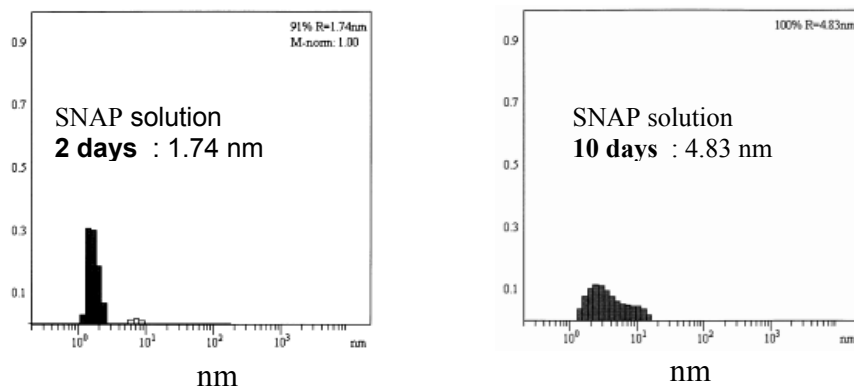 91% R=1.74nm
M-norm: 1.00
0.9
0.7
SNAP solution
2 days : 1.74 nm
0.5
0.3
0.1
10⁰ 10¹ 10² 10³ nm
nm
100% R=4.83nm
0.9
0.7
SNAP solution
10 days : 4.83 nm
0.5
0.3
0.1
10⁰ 10¹ 10² 10³ nm
nm